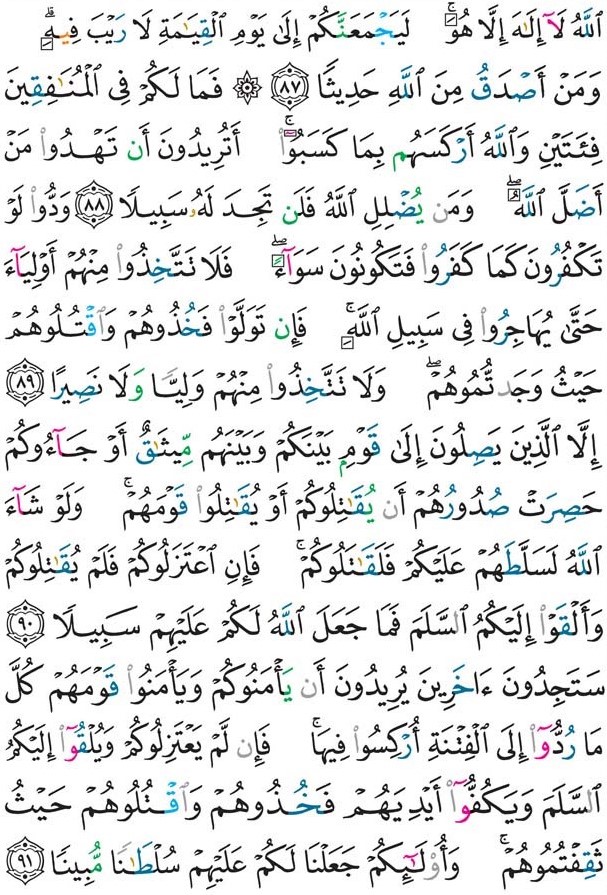 ٱللَّهُ لَآ إِلَٰهَ إِلَّا هُوَۚ لَيَجْمَعَنَّكُمْ إِلَىٰ يَوْمِ ٱلْقِيَٰمَةِ لَا رَيْبَ فِيهِۗ
وَمَنْ أَصْدَقُ مِنَ ٱللَّهِ حَدِيثًا ٨٧ ۞ فَمَا لَكُمْ فِى ٱلْمُنَٰفِقِينَ
فِئَتَيْنِ وَٱللَّهُ أَرْكَسَهُم بِمَا كَسَبُوٓا۟ۚ أَتُرِيدُونَ أَن تَهْدُوا۟ مَنْ
أَضَلَّ ٱللَّهُۖ وَمَن يُضْلِلِ ٱللَّهُ فَلَن تَجِدَ لَهُۥ سَبِيلًا ٨٨ وَدُّوا۟ لَوْ
تَكْفُرُونَ كَمَا كَفَرُوا۟ فَتَكُونُونَ سَوَآءًۖ فَلَا تَتَّخِذُوا۟ مِنْهُمْ أَوْلِيَآءَ
حَتَّىٰ يُهَاجِرُوا۟ فِى سَبِيلِ ٱللَّهِۚ فَإِن تَوَلَّوْا۟ فَخُذُوهُمْ وَٱقْتُلُوهُمْ
حَيْثُ وَجَدتُّمُوهُمْۖ وَلَا تَتَّخِذُوا۟ مِنْهُمْ وَلِيًّا وَلَا نَصِيرًا ٨٩
إِلَّا ٱلَّذِينَ يَصِلُونَ إِلَىٰ قَوْمٍۭ بَيْنَكُمْ وَبَيْنَهُم مِّيثَٰقٌ أَوْ جَآءُوكُمْ
حَصِرَتْ صُدُورُهُمْ أَن يُقَٰتِلُوكُمْ أَوْ يُقَٰتِلُوا۟ قَوْمَهُمْۚ وَلَوْ شَآءَ
ٱللَّهُ لَسَلَّطَهُمْ عَلَيْكُمْ فَلَقَٰتَلُوكُمْۚ فَإِنِ ٱعْتَزَلُوكُمْ فَلَمْ يُقَٰتِلُوكُمْ
وَأَلْقَوْا۟ إِلَيْكُمُ ٱلسَّلَمَ فَمَا جَعَلَ ٱللَّهُ لَكُمْ عَلَيْهِمْ سَبِيلًا ٩٠
سَتَجِدُونَ ءَاخَرِينَ يُرِيدُونَ أَن يَأْمَنُوكُمْ وَيَأْمَنُوا۟ قَوْمَهُمْ كُلَّ
مَا رُدُّوٓا۟ إِلَى ٱلْفِتْنَةِ أُرْكِسُوا۟ فِيهَاۚ فَإِن لَّمْ يَعْتَزِلُوكُمْ وَيُلْقُوٓا۟ إِلَيْكُمُ
ٱلسَّلَمَ وَيَكُفُّوٓا۟ أَيْدِيَهُمْ فَخُذُوهُمْ وَٱقْتُلُوهُمْ حَيْثُ
ثَقِفْتُمُوهُمْۚ وَأُو۟لَٰٓئِكُمْ جَعَلْنَا لَكُمْ عَلَيْهِمْ سُلْطَٰنًا مُّبِينًا ٩١